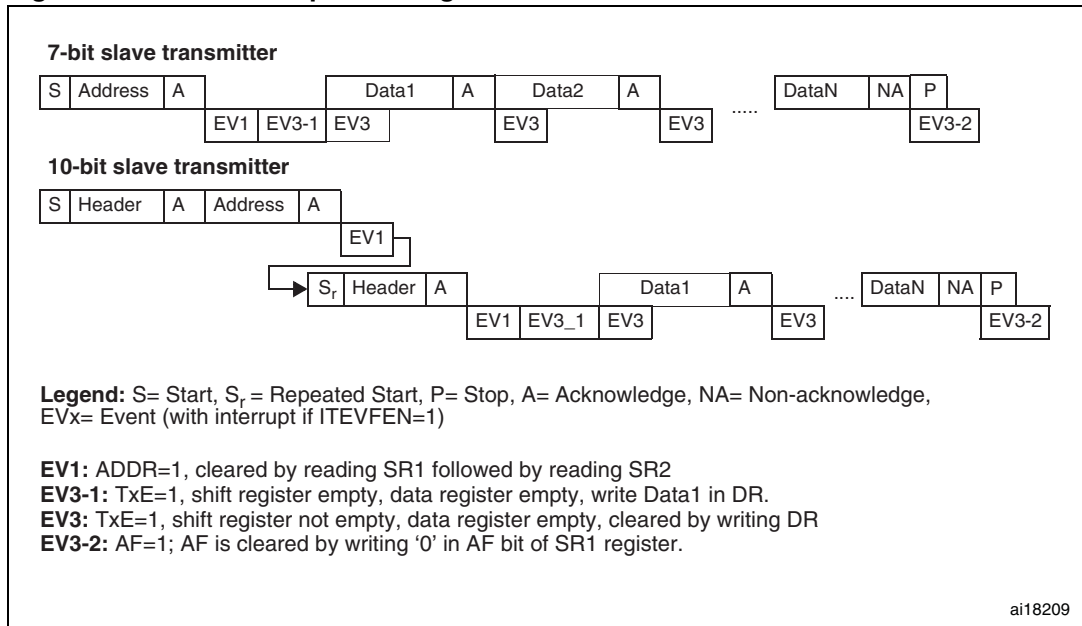 7-bit slave transmitter
S Address A Data1 A Data2 A ..... DataN NA P
EV1 EV3-1 EV3 EV3 EV3 EV3-2
10-bit slave transmitter
S Header A Address A
EV1
Sr Header A Data1 A .... DataN NA P
EV1 EV3_1 EV3 EV3 EV3-2
Legend: S= Start, Sr = Repeated Start, P= Stop, A= Acknowledge, NA= Non-acknowledge,
EVx= Event (with interrupt if ITEVFEN=1)
EV1: ADDR=1, cleared by reading SR1 followed by reading SR2
EV3-1: TxE=1, shift register empty, data register empty, write Data1 in DR.
EV3: TxE=1, shift register not empty, data register empty, cleared by writing DR
EV3-2: AF=1; AF is cleared by writing ‘0’ in AF bit of SR1 register.
ai18209